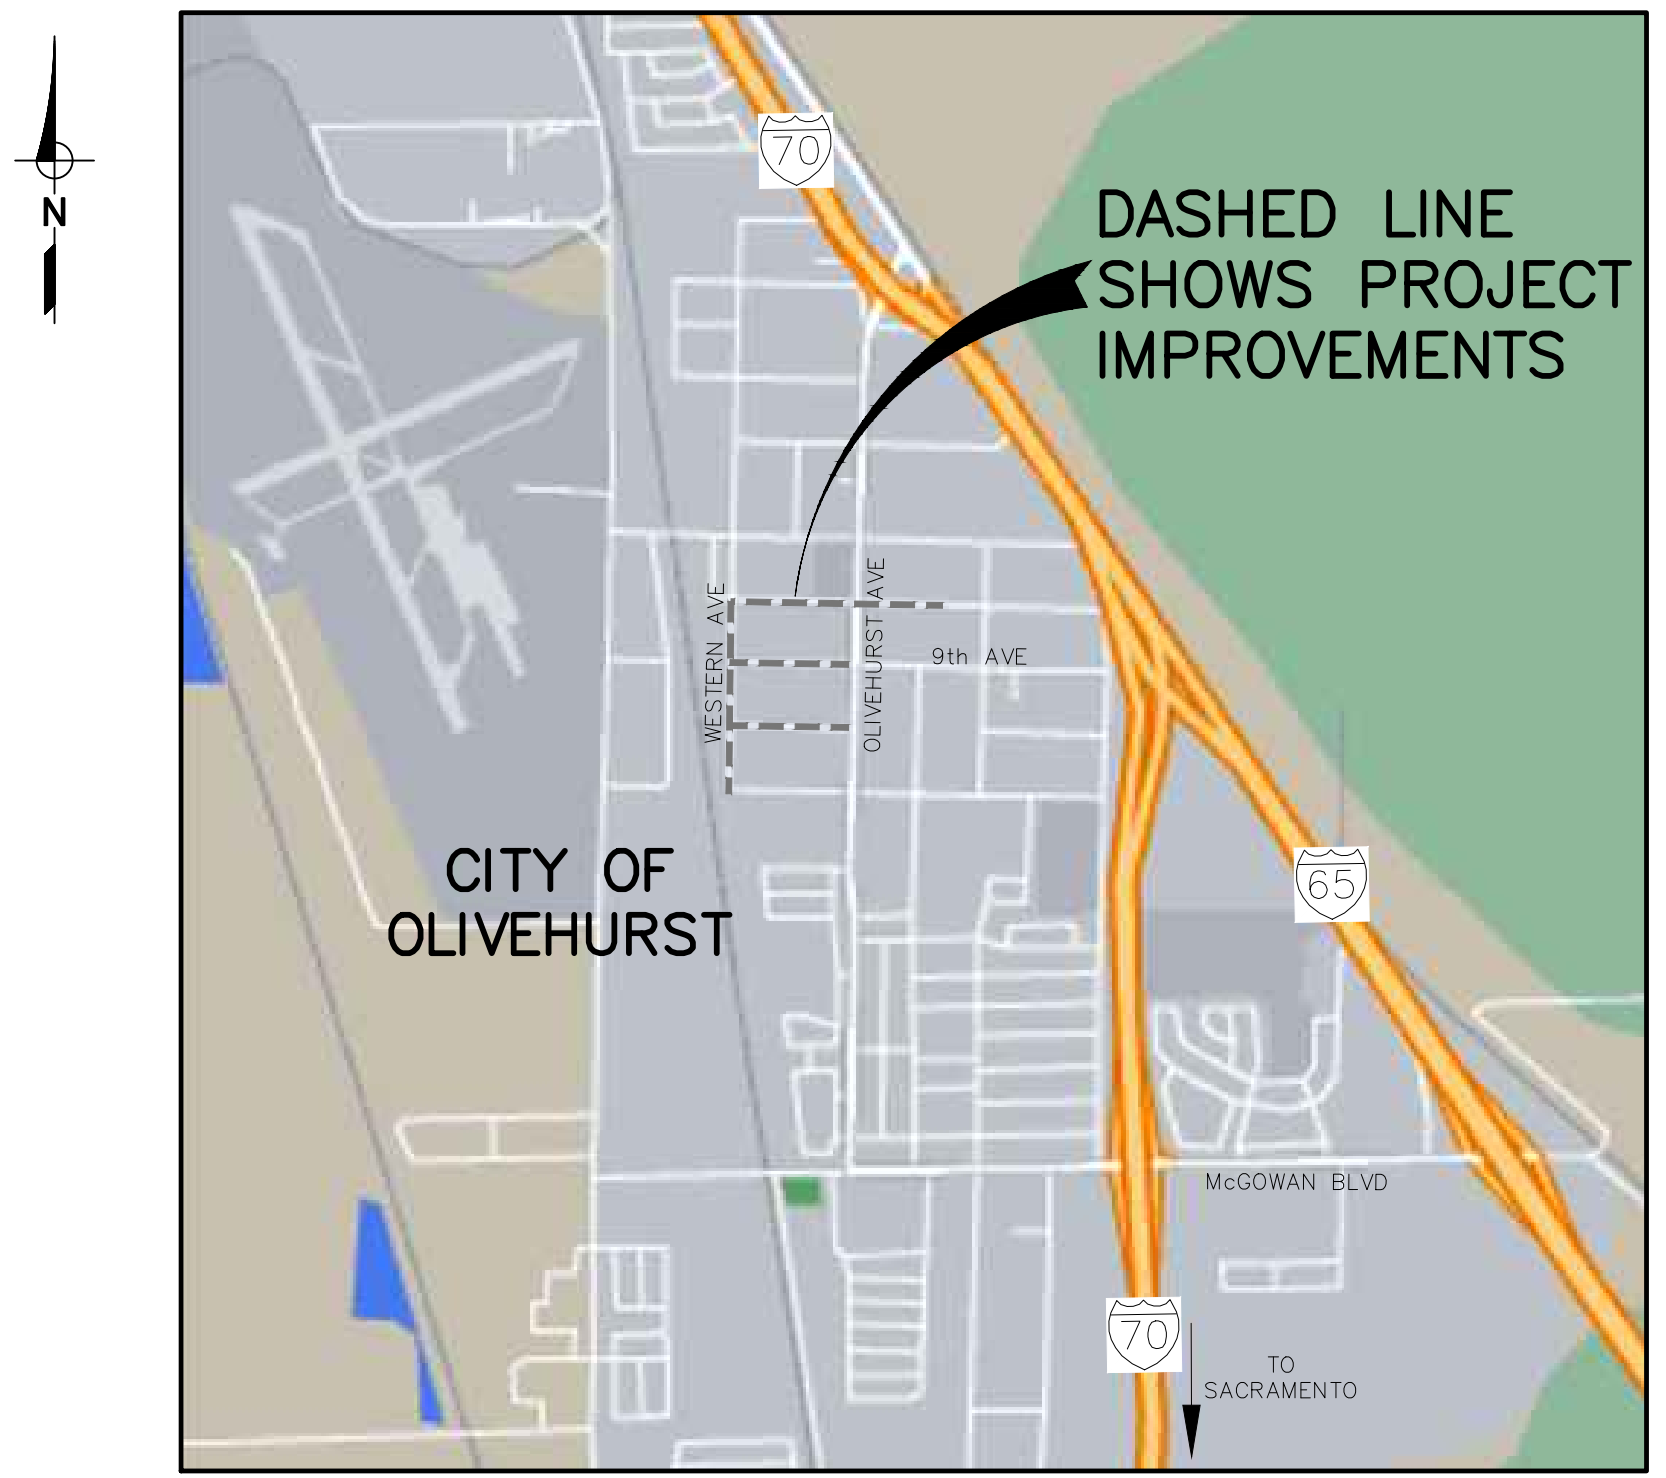 N
70
DASHED LINE
SHOWS PROJECT
IMPROVEMENTS
WESTERN AVE
OLIVEHURST AVE
9th AVE
CITY OF
OLIVEHURST
65
McGOWAN BLVD
70
TO
SACRAMENTO